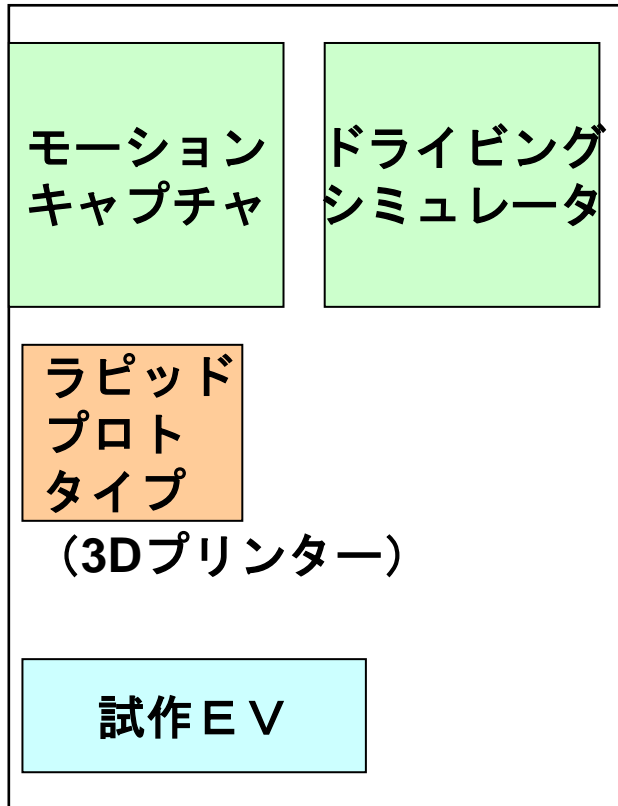 モーション
キャプチャ
ドライビング
シミュレータ
ラピッド
プロト
タイプ
（3Dプリンター）
試作ＥＶ